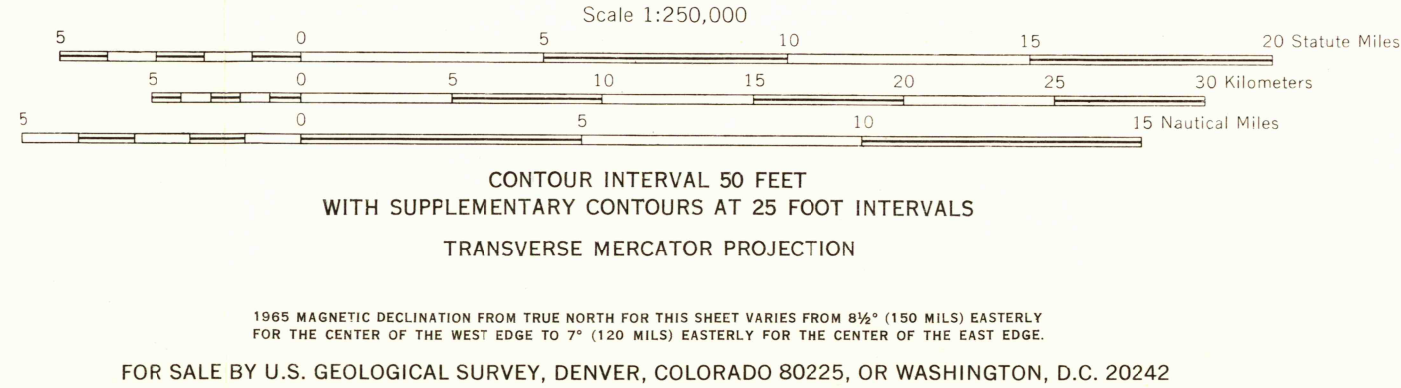 Scale 1:250,000
5 0 5 10 15 20 Statute Miles
5 0 5 10 15 20 25 30 Kilometers
5 0 5 10 15 Nautical Miles
CONTOUR INTERVAL 50 FEET
WITH SUPPLEMENTARY CONTOURS AT 25 FOOT INTERVALS
TRANSVERSE MERCATOR PROJECTION
1965 MAGNETIC DECLINATION FROM TRUE NORTH FOR THIS SHEET VARIES FROM 8½° (150 MILS) EASTERLY
FOR THE CENTER OF THE WEST EDGE TO 7° (120 MILS) EASTERLY FOR THE CENTER OF THE EAST EDGE.
FOR SALE BY U.S. GEOLOGICAL SURVEY, DENVER, COLORADO 80225, OR WASHINGTON, D.C. 20242